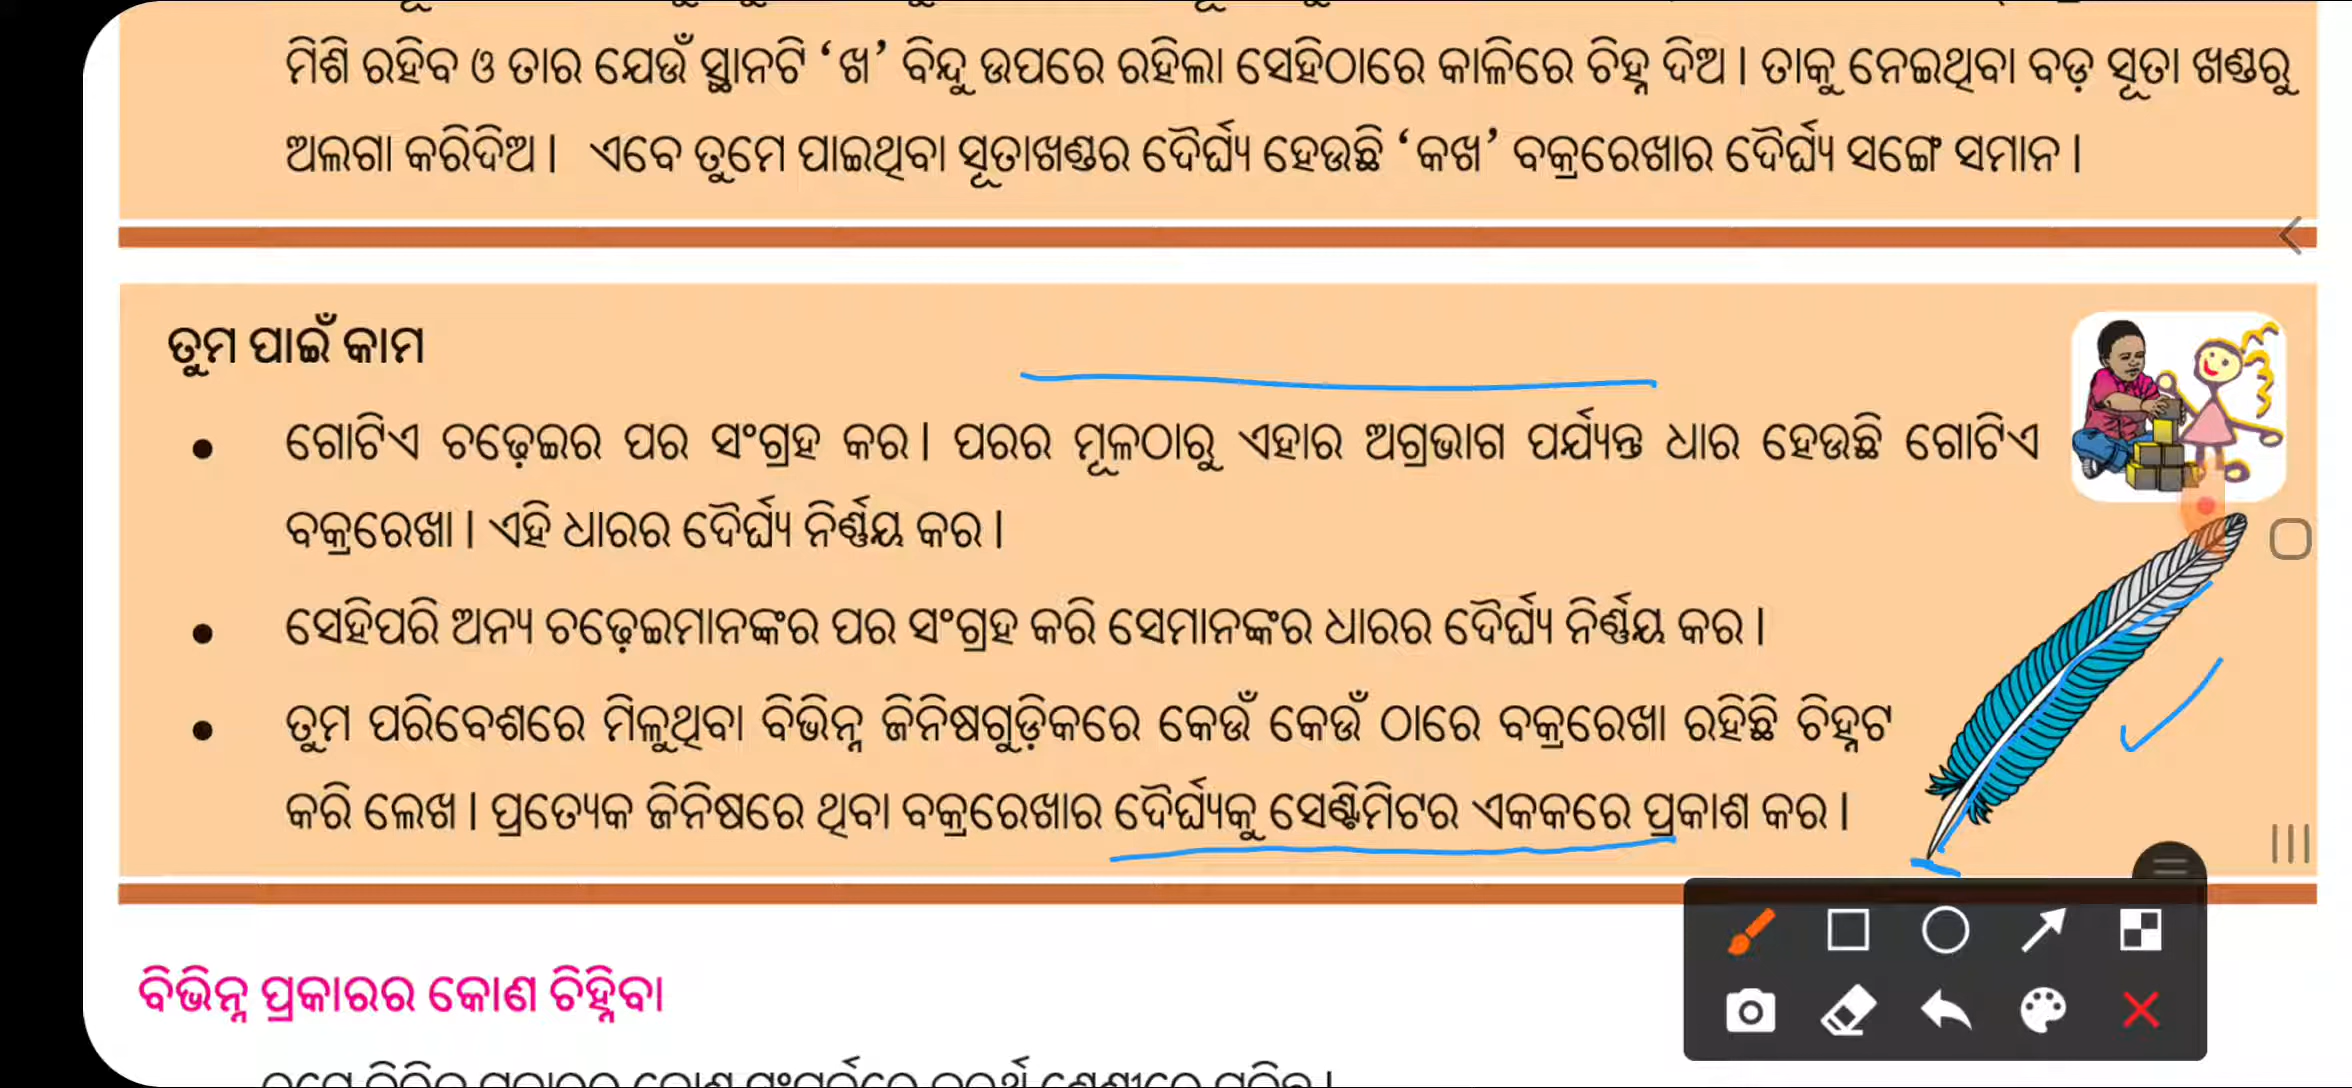 ମିଶି ରହିବ ଓ ତାର ଯେଉଁ ସ୍ଥାନଟି ‘ଖ’ ବିନ୍ଦୁ ଉପରେ ରହିଲା ସେହିଠାରେ କାଳିରେ ଚିହ୍ନ ଦିଅ । ତାକୁ ନେଇଥିବା ବଡ଼ ସୂତା ଖଣ୍ଡରୁ
ଅଲଗା କରିଦିଅ । ଏବେ ତୁମେ ପାଇଥିବା ସୂତାଖଣ୍ଡର ଦୈର୍ଘ୍ୟ ହେଉଛି ‘କଖ’ ବକ୍ରରେଖାର ଦୈର୍ଘ୍ୟ ସଙ୍ଗେ ସମାନ ।
ତୁମ ପାଇଁ କାମ
● ଗୋଟିଏ ଚଢ଼େଇର ପର ସଂଗ୍ରହ କର । ପରର ମୂଳଠାରୁ ଏହାର ଅଗ୍ରଭାଗ ପର୍ଯ୍ୟନ୍ତ ଧାର ହେଉଛି ଗୋଟିଏ
ବକ୍ରରେଖା । ଏହି ଧାରର ଦୈର୍ଘ୍ୟ ନିର୍ଣ୍ଣୟ କର ।
● ସେହିପରି ଅନ୍ୟ ଚଢ଼େଇମାନଙ୍କର ପର ସଂଗ୍ରହ କରି ସେମାନଙ୍କର ଧାରର ଦୈର୍ଘ୍ୟ ନିର୍ଣ୍ଣୟ କର ।
● ତୁମ ପରିବେଶରେ ମିଳୁଥିବା ବିଭିନ୍ନ ଜିନିଷଗୁଡ଼ିକରେ କେଉଁ କେଉଁ ଠାରେ ବକ୍ରରେଖା ରହିଛି ଚିହ୍ନଟ
କରି ଲେଖ । ପ୍ରତ୍ୟେକ ଜିନିଷରେ ଥିବା ବକ୍ରରେଖାର ଦୈର୍ଘ୍ୟକୁ ସେଣ୍ଟିମିଟର ଏକକରେ ପ୍ରକାଶ କର ।
ବିଭିନ୍ନ ପ୍ରକାରର କୋଣ ଚିହ୍ନିବା